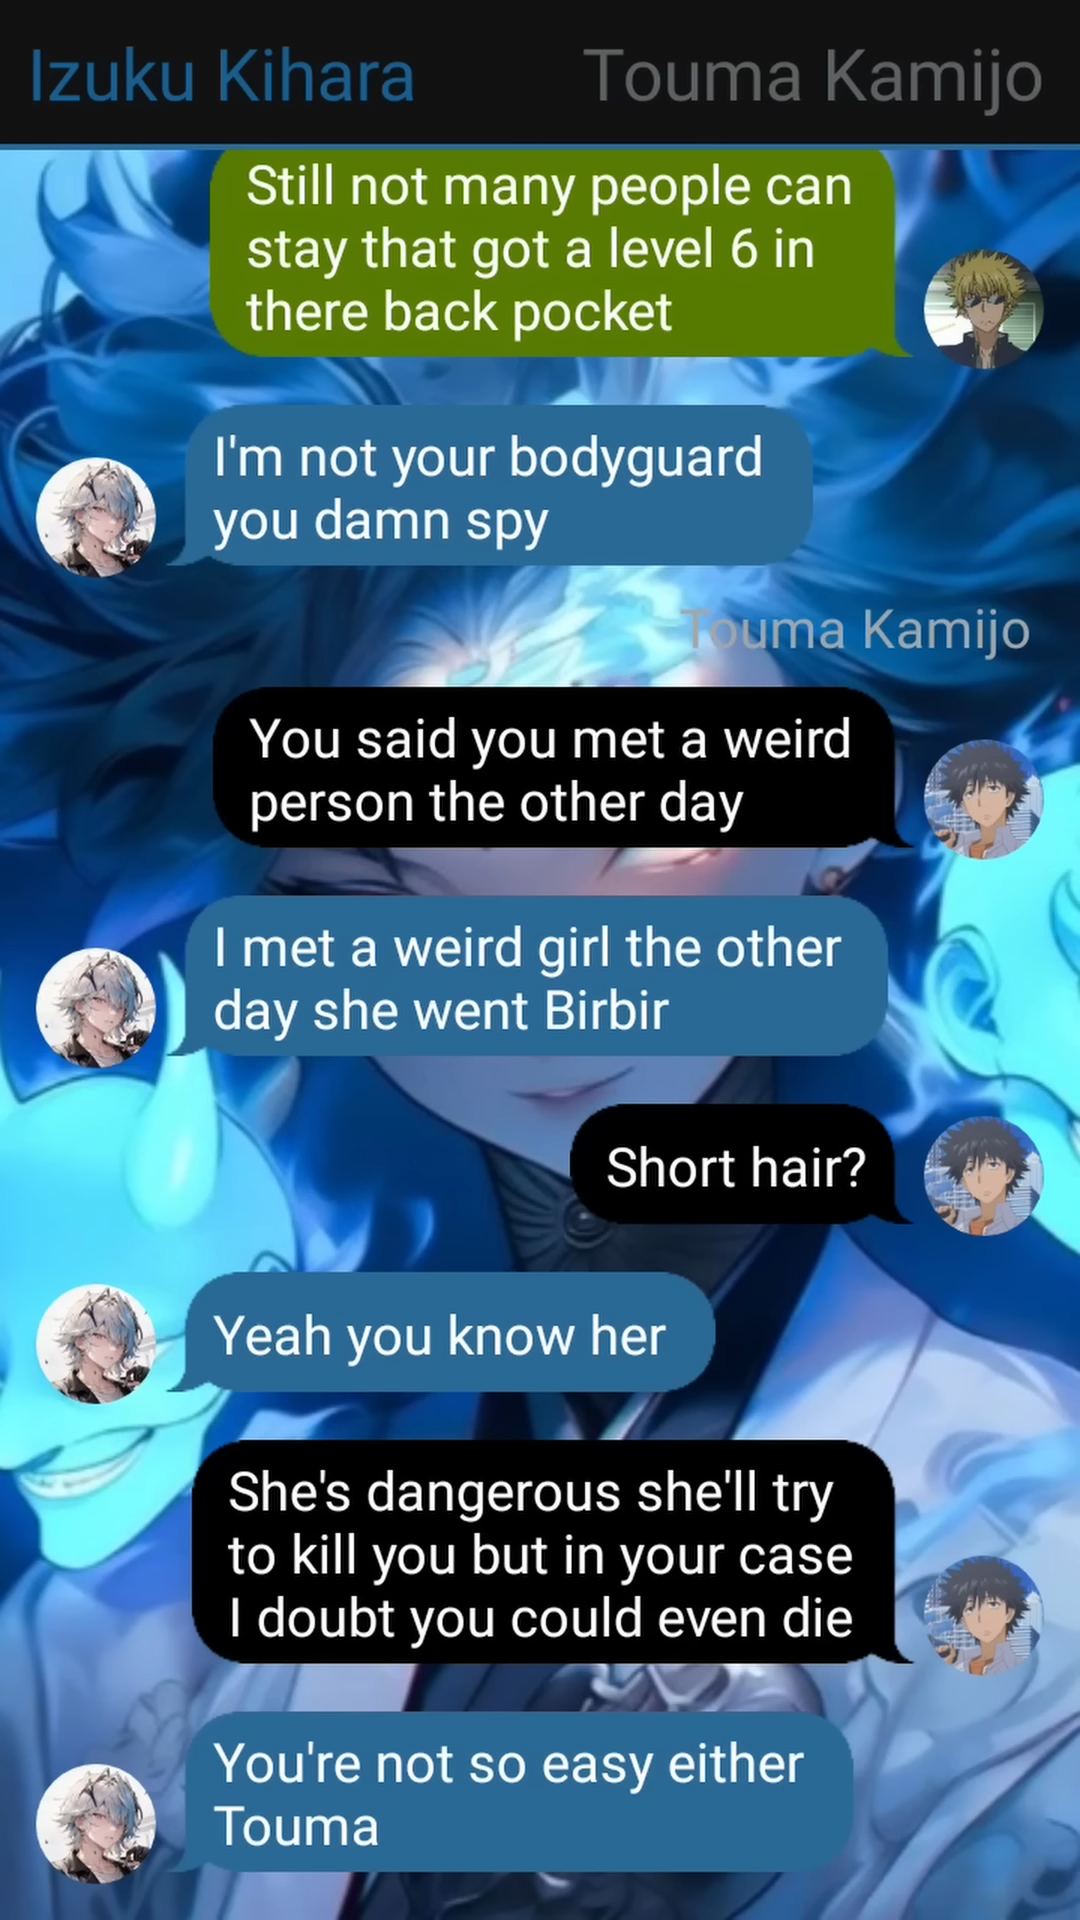 Izuku Kihara
Touma Kamijo
Still not many people can
stay that got a level 6 in
there back pocket
I'm not your bodyguard
you damn spy
Touma Kamijo
You said you met a weird
person the other day
I met a weird girl the other
day she went Birbir
Short hair?
Yeah you know her
She's dangerous she'll try
to kill you but in your case
I doubt you could even die
You're not so easy either
Touma